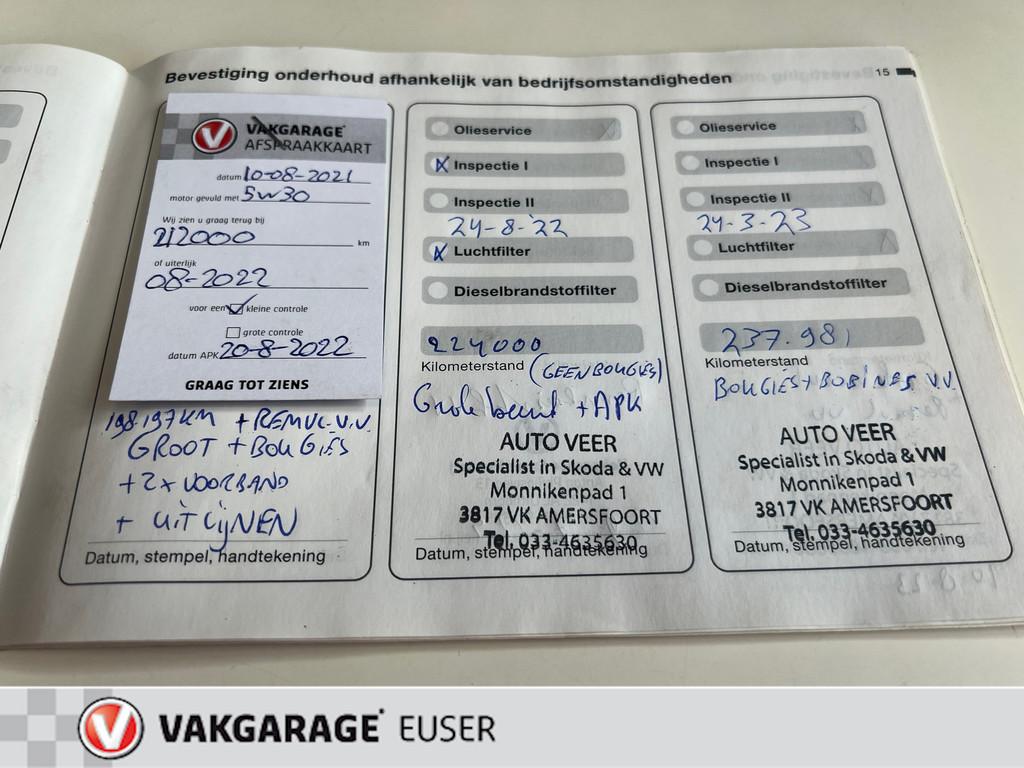 Bevestiging onderhoud afhankelijk van bedrijfsomstandigheden
15
VAKGARAGE
AFSPRAAKKAART
datum 10-08-2021
motor gevuld met 5W30
Wij zien u graag terug bij
212000 km
of uiterlijk
08-2022
voor een kleine controle
grote controle
datum APK 20-8-2022
GRAAG TOT ZIENS
198.197KM + REMVL. V.V.
GROOT + BOUGIES
+ 2x VOORBAND
+ UITLIJNEN
Datum, stempel, handtekening
Olieservice
X Inspectie I
Inspectie II
24-8-'22
X Luchtfilter
Dieselbrandstoffilter
224000
Kilometerstand (GEEN BOUGIES)
Grote beurt + APK
AUTO VEER
Specialist in Skoda & VW
Monnikenpad 1
3817 VK AMERSFOORT
Tel. 033-4635630
Datum, stempel, handtekening
Olieservice
Inspectie I
Inspectie II
24-3-23
Luchtfilter
Dieselbrandstoffilter
237.981
Kilometerstand
BOUGIES + BOBINES V.V.
AUTO VEER
Specialist in Skoda & VW
Monnikenpad 1
3817 VK AMERSFOORT
Tel. 033-4635630
Datum, stempel, handtekening
VAKGARAGE EUSER